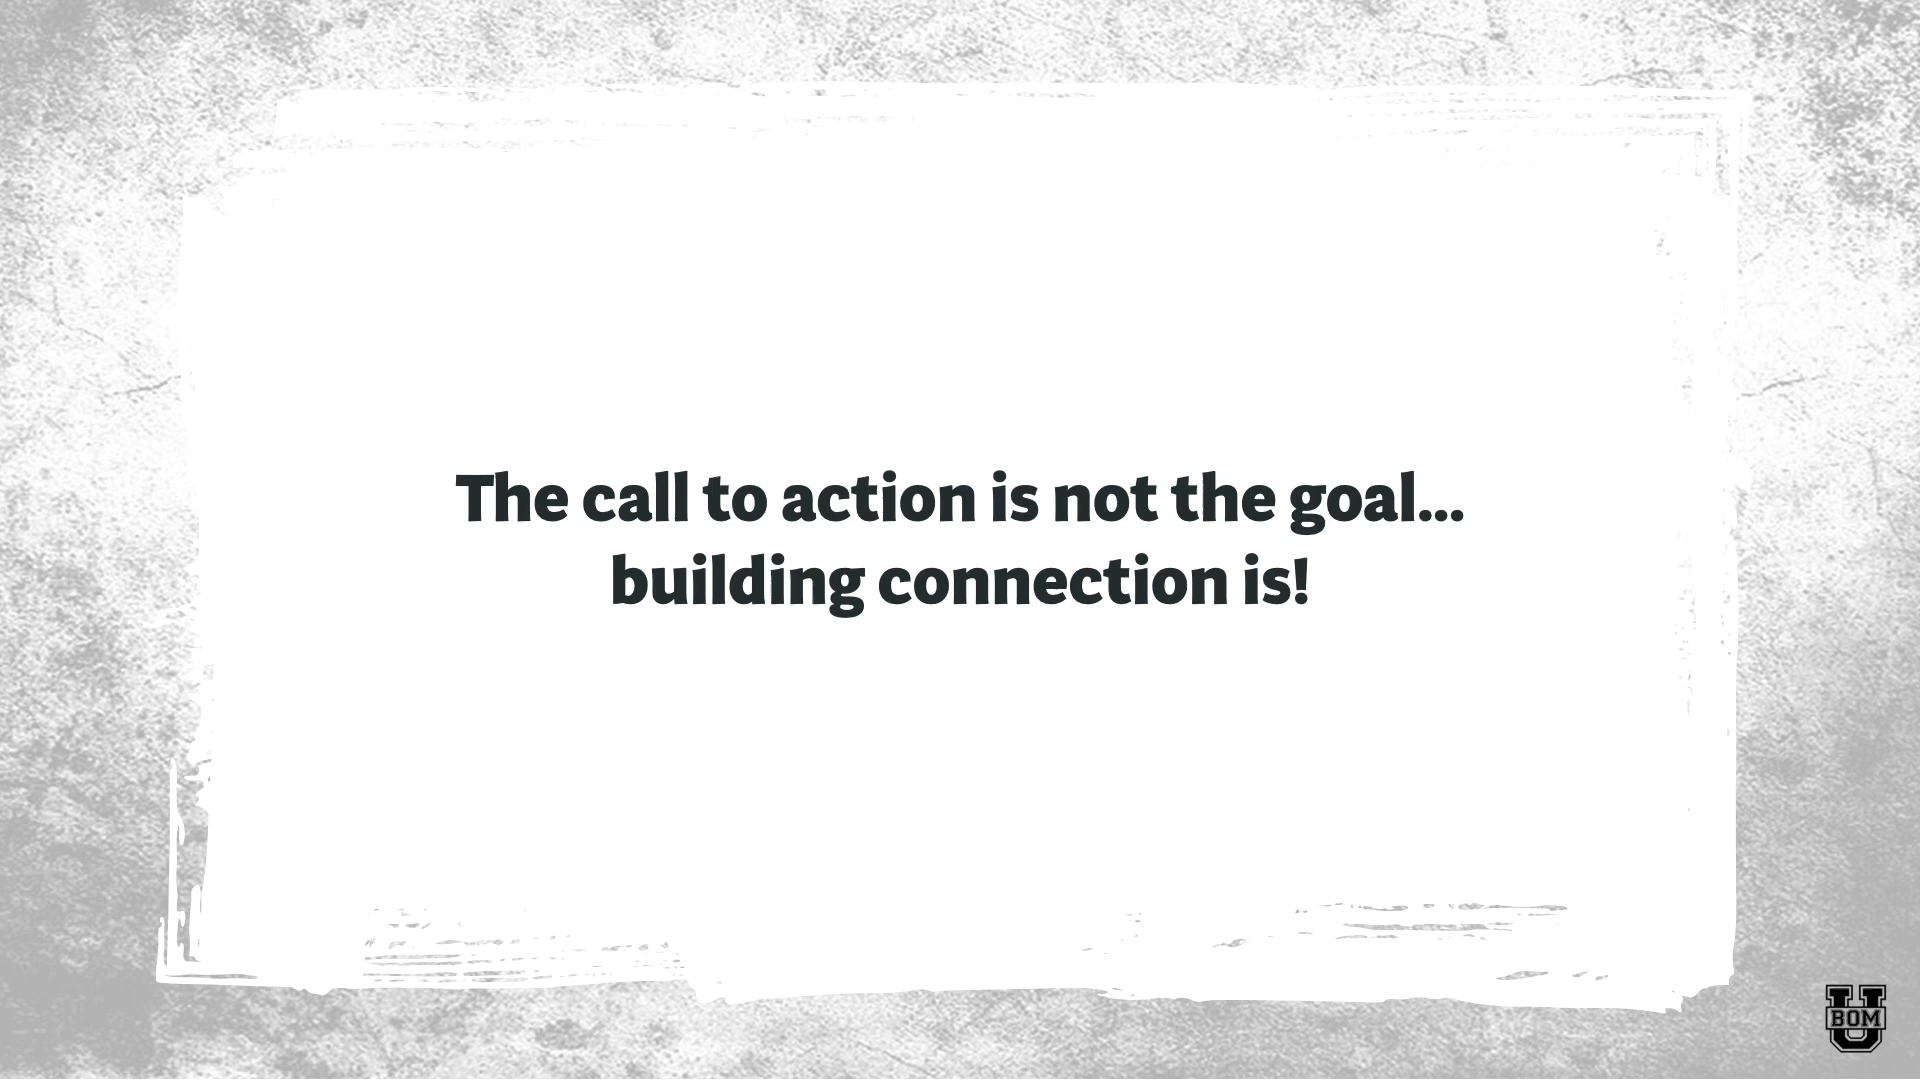 The call to action is not the goal...
building connection is!
U
BOM